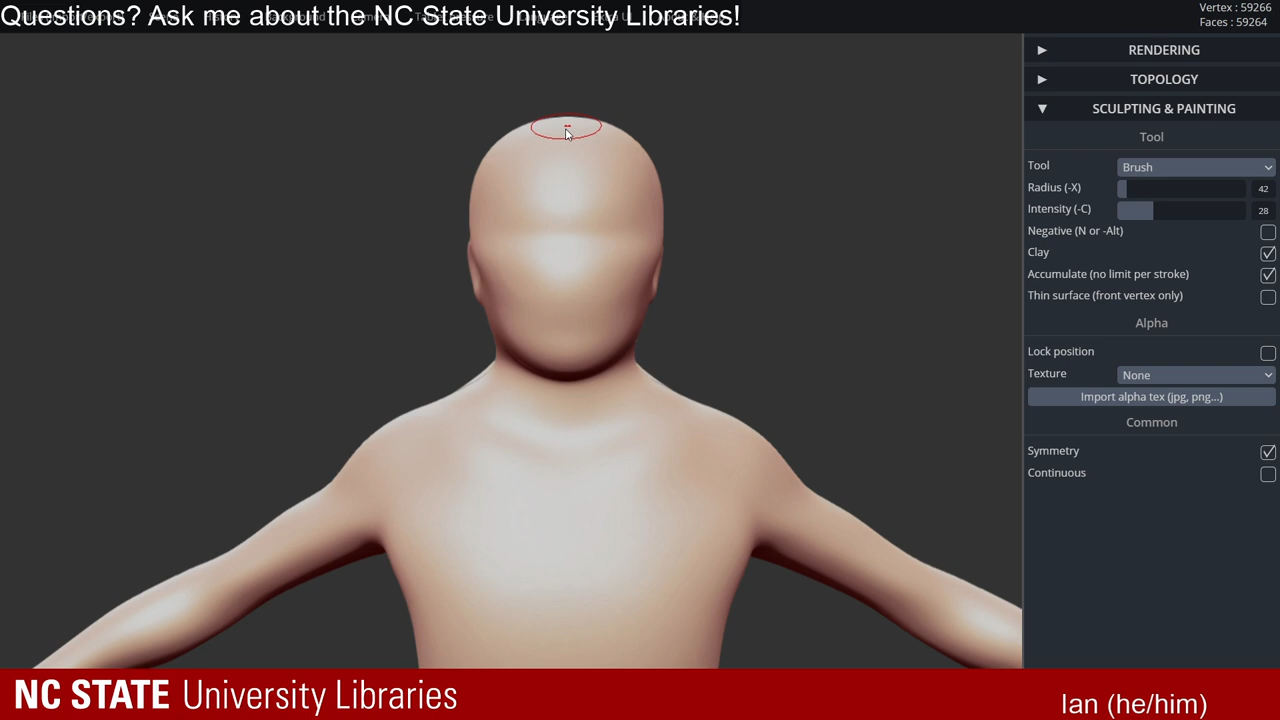 Questions? Ask me about the NC State University Libraries!
Vertex : 59266
Faces : 59264
RENDERING
TOPOLOGY
SCULPTING & PAINTING
Tool
Tool Brush
Radius (-X) 42
Intensity (-C) 28
Negative (N or -Alt)
Clay
Accumulate (no limit per stroke)
Thin surface (front vertex only)
Alpha
Lock position
Texture None
Import alpha tex (jpg, png...)
Common
Symmetry
Continuous
NC STATE University Libraries
Ian (he/him)